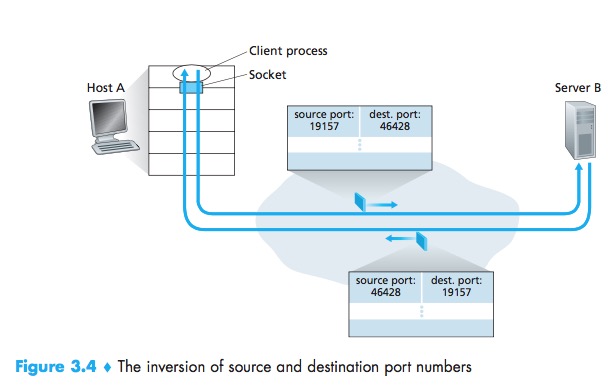 Client process
Socket
Host A
Server B
source port: dest. port:
19157 46428
source port: dest. port:
46428 19157
Figure 3.4 ♦ The inversion of source and destination port numbers